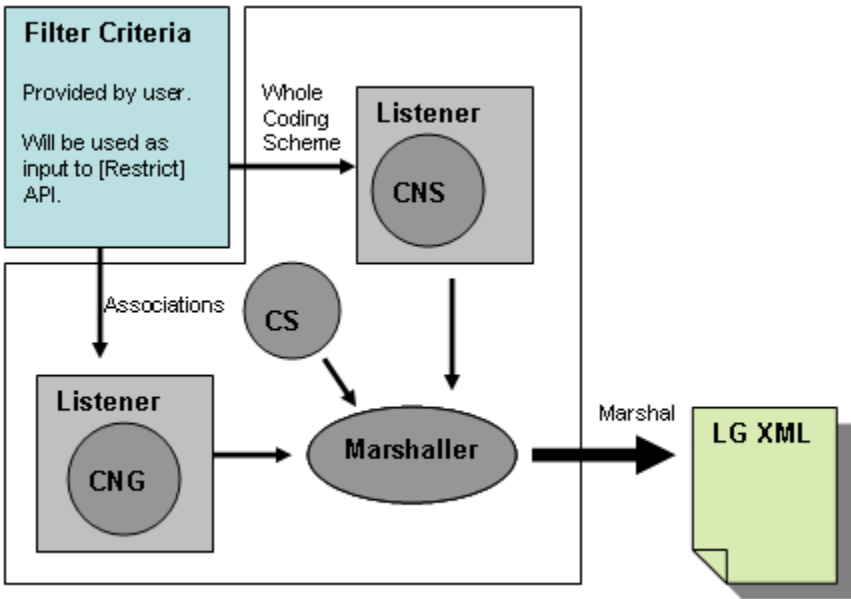 Filter Criteria
Provided by user.
Will be used as
input to [Restrict]
API.
Whole
Coding
Scheme
Listener
CNS
Associations
CS
Listener
CNG
Marshaller
Marshal
LG XML